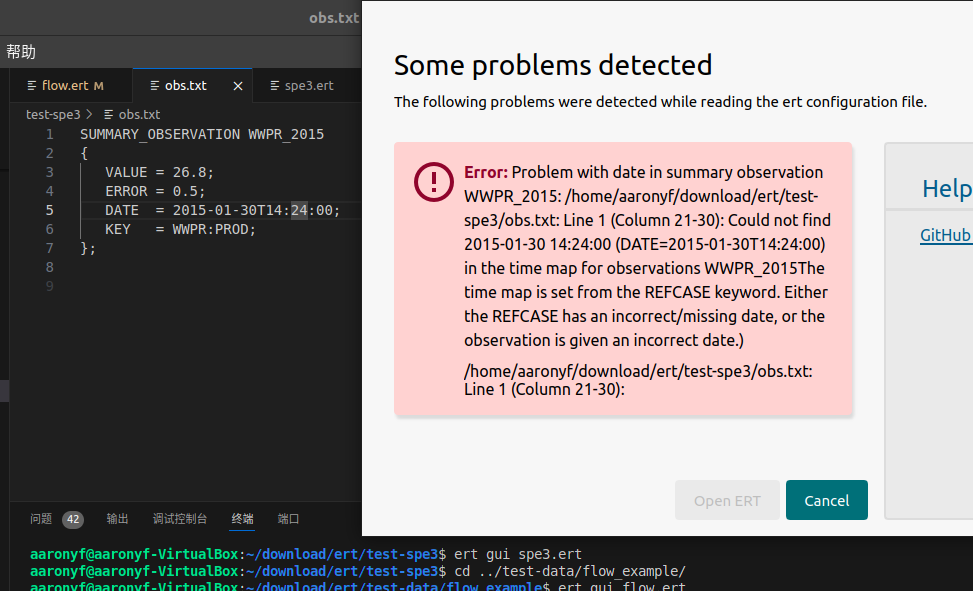 obs.txt
帮助
flow.ert M
obs.txt
spe3.ert
test-spe3 > obs.txt
1 SUMMARY_OBSERVATION WWPR_2015
2 {
3 VALUE = 26.8;
4 ERROR = 0.5;
5 DATE = 2015-01-30T14:24:00;
6 KEY = WWPR:PROD;
7 };
8
9
Some problems detected
The following problems were detected while reading the ert configuration file.
Error: Problem with date in summary observation
WWPR_2015: /home/aaronyf/download/ert/test-
spe3/obs.txt: Line 1 (Column 21-30): Could not find
2015-01-30 14:24:00 (DATE=2015-01-30T14:24:00)
in the time map for observations WWPR_2015The
time map is set from the REFCASE keyword. Either
the REFCASE has an incorrect/missing date, or the
observation is given an incorrect date.)
/home/aaronyf/download/ert/test-spe3/obs.txt:
Line 1 (Column 21-30):
Help
GitHub
Open ERT
Cancel
问题 42 输出 调试控制台 终端 端口
aaronyf@aaronyf-VirtualBox:~/download/ert/test-spe3$ ert gui spe3.ert
aaronyf@aaronyf-VirtualBox:~/download/ert/test-spe3$ cd ../test-data/flow_example/
aaronyf@aaronyf-VirtualBox:~/download/ert/test-data/flow_example$ ert gui flow.ert